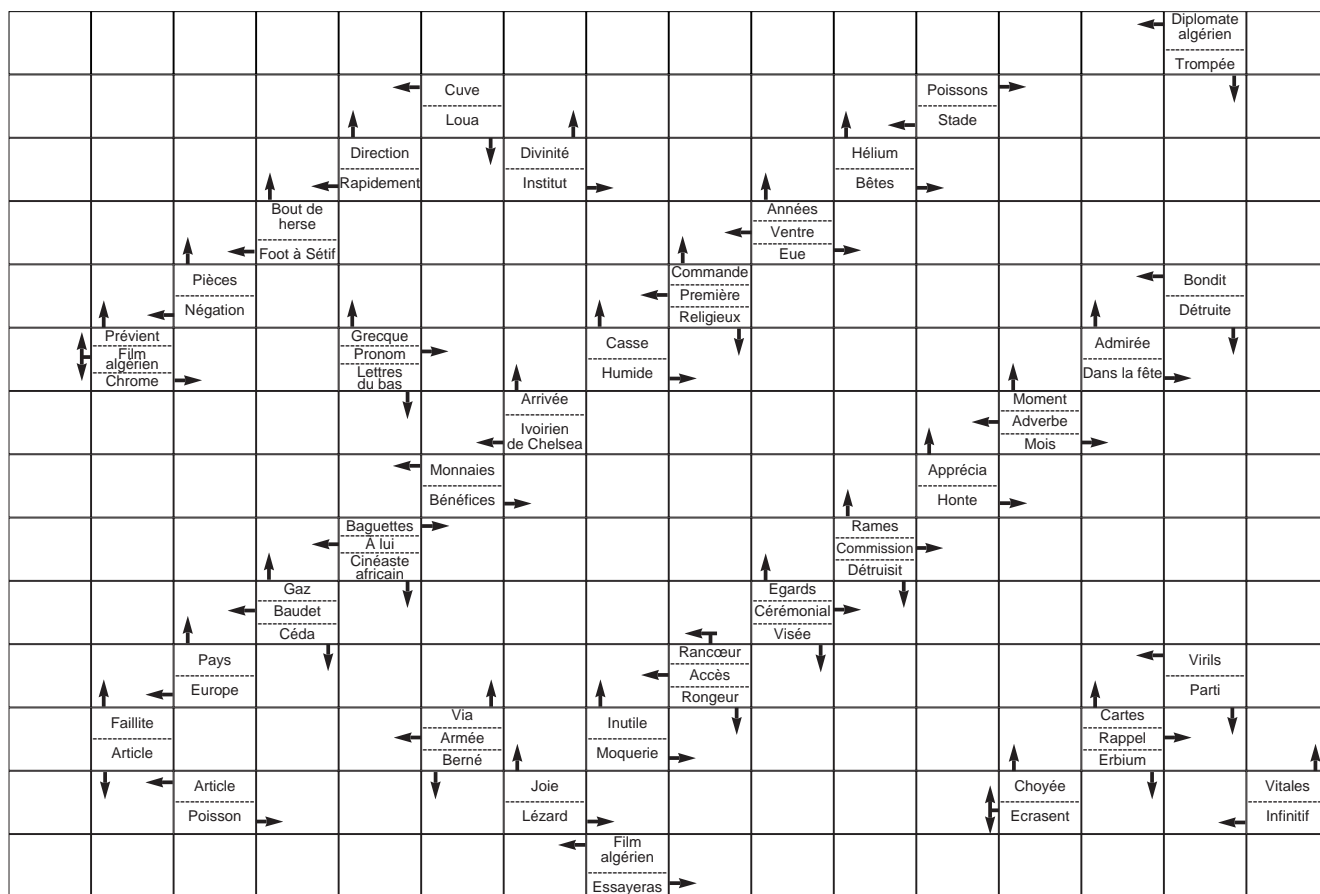 Diplomate
algérien
Trompée
Cuve
Loua
Poissons
Stade
Direction
Rapidement
Divinité
Institut
Hélium
Bêtes
Bout de
herse
Foot à Sétif
Années
Ventre
Eue
Pièces
Négation
Commande
Première
Religieux
Bondit
Détruite
Prévient
Film
algérien
Chrome
Grecque
Pronom
Lettres
du bas
Casse
Humide
Admirée
Dans la fête
Arrivée
Ivoirien
de Chelsea
Moment
Adverbe
Mois
Monnaies
Bénéfices
Apprécia
Honte
Baguettes
À lui
Cinéaste
africain
Rames
Commission
Détruisit
Gaz
Baudet
Céda
Egards
Cérémonial
Visée
Pays
Europe
Rancœur
Accès
Rongeur
Virils
Parti
Faillite
Article
Via
Armée
Berné
Inutile
Moquerie
Cartes
Rappel
Erbium
Article
Poisson
Joie
Lézard
Choyée
Ecrasent
Vitales
Infinitif
Film
algérien
Essayeras